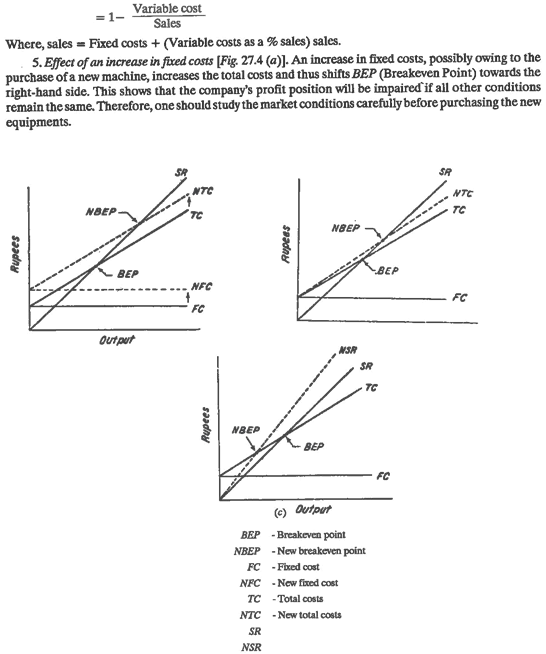 = 1 – Variable cost
Sales
Where, sales = Fixed costs + (Variable costs as a % sales) sales.
5. Effect of an increase in fixed costs [Fig. 27.4 (a)]. An increase in fixed costs, possibly owing to the
purchase of a new machine, increases the total costs and thus shifts BEP (Breakeven Point) towards the
right-hand side. This shows that the company's profit position will be impaired if all other conditions
remain the same. Therefore, one should study the market conditions carefully before purchasing the new
equipments.
SR
NTC
TC
NBEP
BEP
NFC
FC
Rupees
Output
SR
NTC
TC
NBEP
BEP
FC
Rupees
NSR
SR
TC
NBEP
BEP
FC
Rupees
(c) Output
BEP - Breakeven point
NBEP - New breakeven point
FC - Fixed cost
NFC - New fixed cost
TC - Total costs
NTC - New total costs
SR
NSR